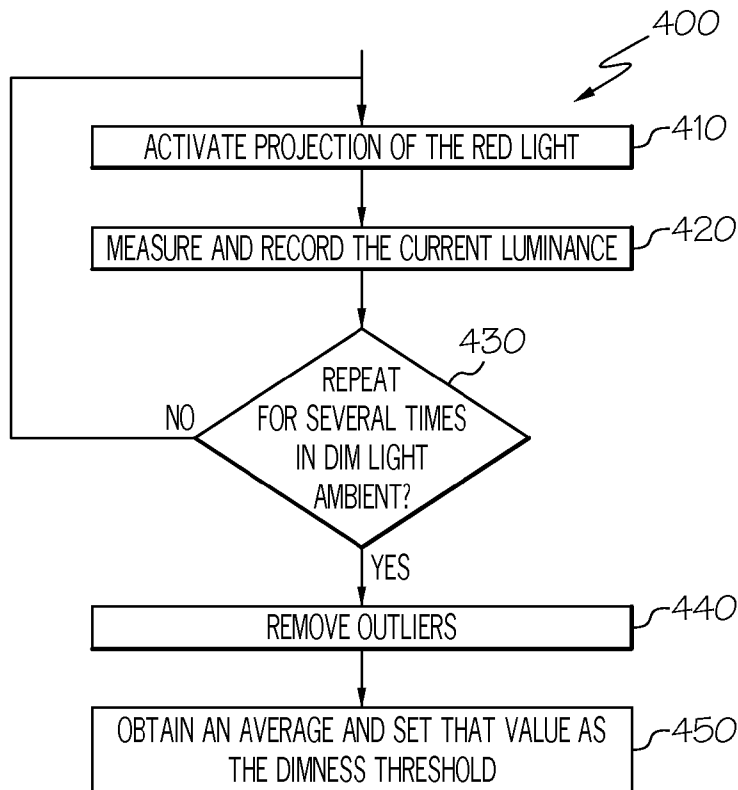 400
ACTIVATE PROJECTION OF THE RED LIGHT
410
MEASURE AND RECORD THE CURRENT LUMINANCE
420
430
REPEAT
FOR SEVERAL TIMES
IN DIM LIGHT
AMBIENT?
NO
YES
REMOVE OUTLIERS
440
OBTAIN AN AVERAGE AND SET THAT VALUE AS
THE DIMNESS THRESHOLD
450